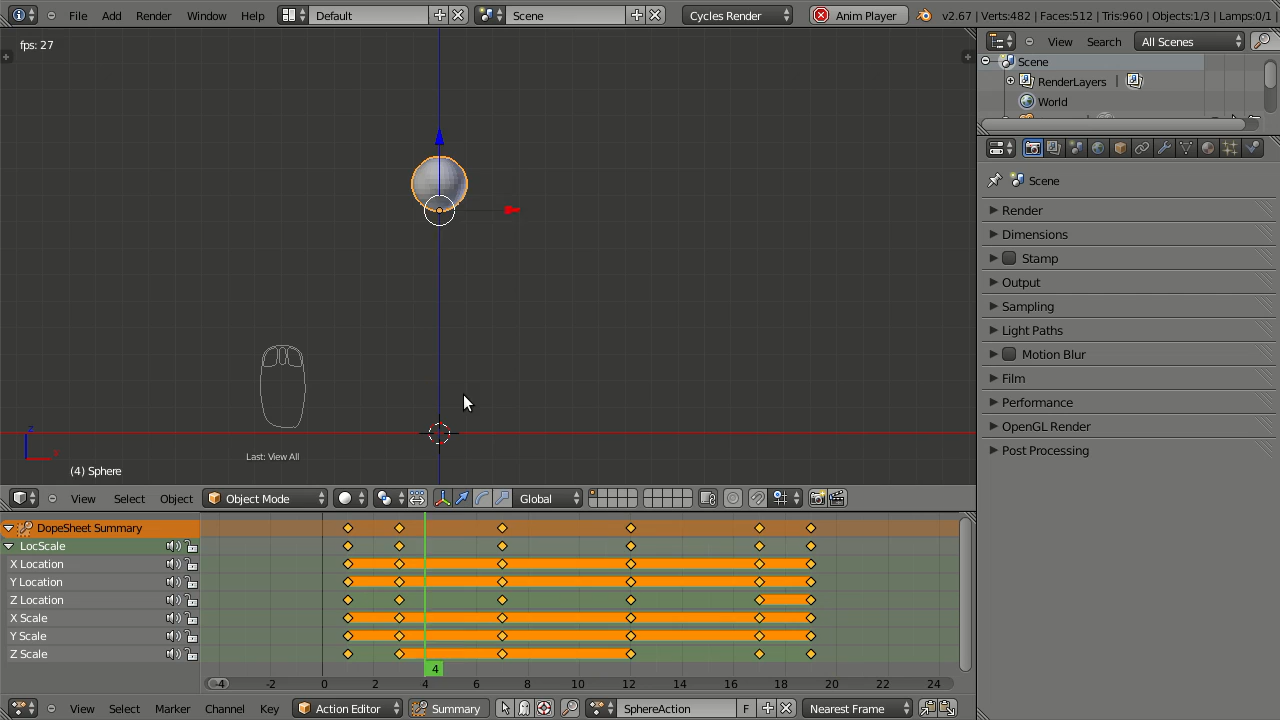 File Add Render Window Help Default Scene Cycles Render Anim Player v2.67 | Verts:482 | Faces:512 | Tris:960 | Objects:1/3 | Lamps:0/1 |
fps: 27
View Search All Scenes
Scene
RenderLayers |
World
Scene
Render
Dimensions
Stamp
Output
Sampling
Light Paths
Motion Blur
Film
Performance
OpenGL Render
Post Processing
z
x
Last: View All
(4) Sphere
View Select Object Object Mode Global
DopeSheet Summary
LocScale
X Location
Y Location
Z Location
X Scale
Y Scale
Z Scale
4
-4 -2 0 2 4 6 8 10 12 14 16 18 20 22 24
View Select Marker Channel Key Action Editor Summary SphereAction F Nearest Frame